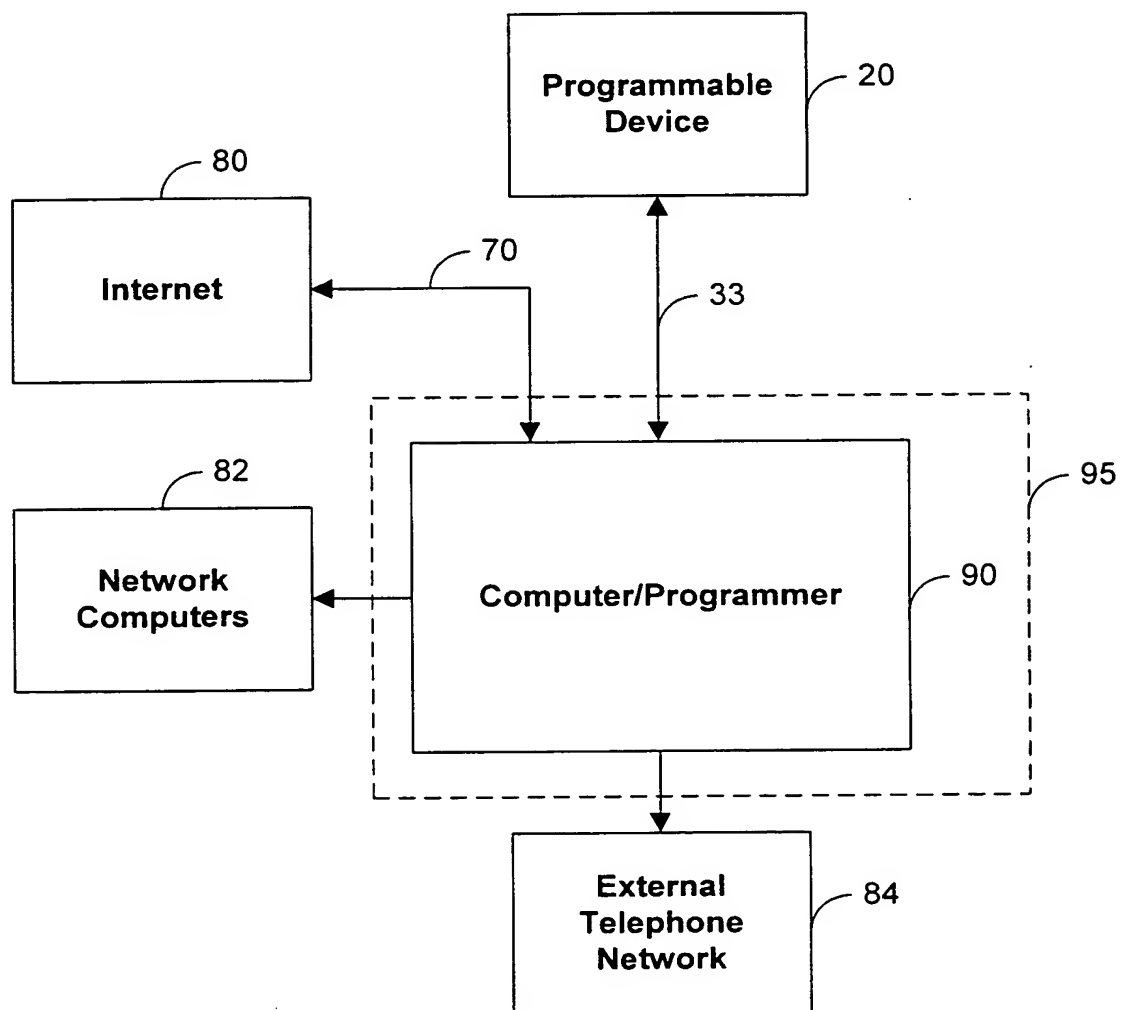 Programmable
Device
20
80
Internet
70
33
82
Network
Computers
95
Computer/Programmer
90
External
Telephone
Network
84